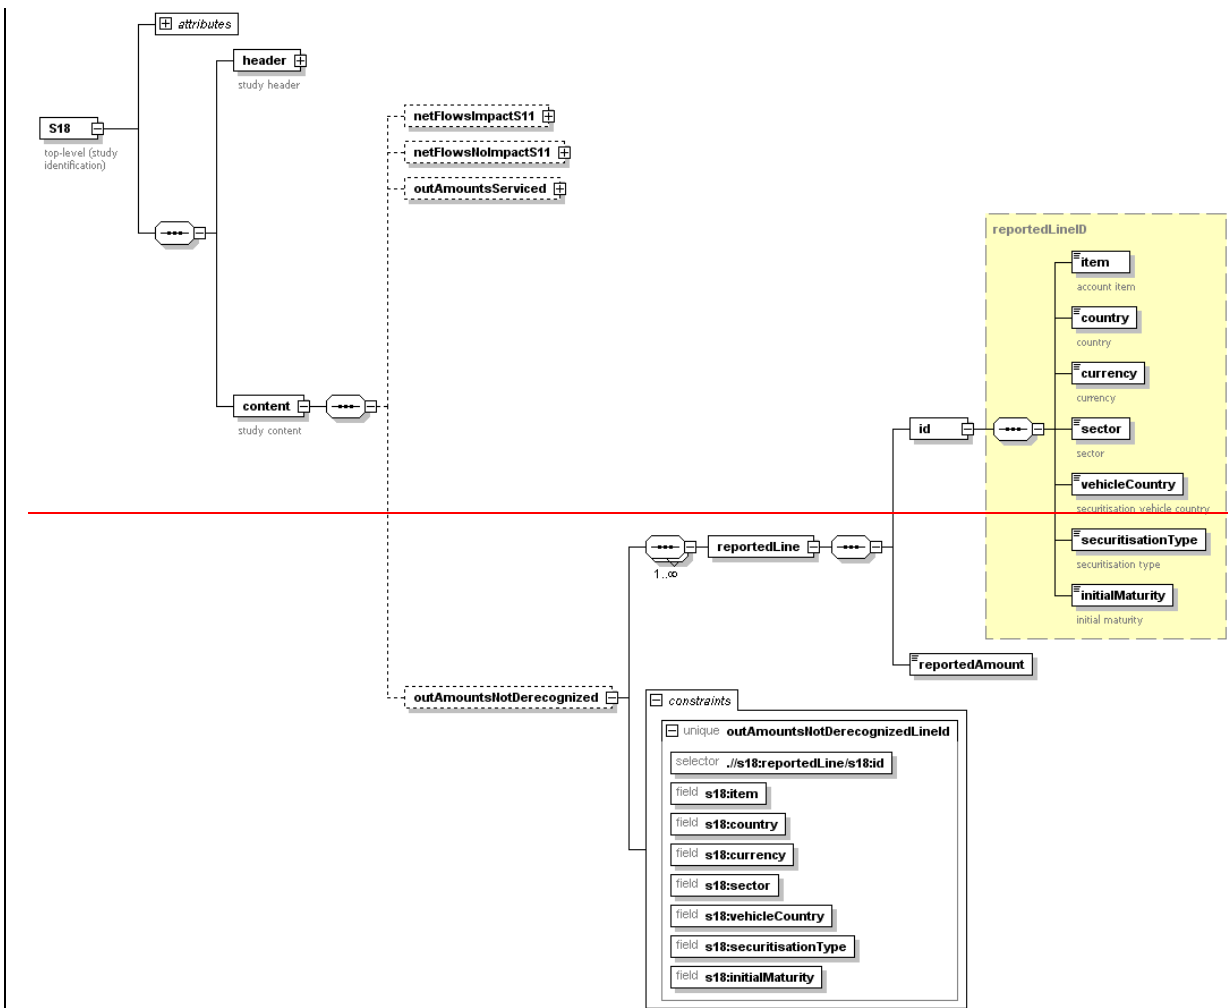 attributes
header
study header
S18
top-level (study
identification)
netFlowsImpactS11
netFlowsNoImpactS11
outAmountsServiced
content
study content
reportedLineID
item
account item
country
country
currency
currency
id
sector
sector
vehicleCountry
securitisation vehicle country
securitisationType
securitisation type
initialMaturity
initial maturity
reportedLine
1..∞
reportedAmount
outAmountsNotDerecognized
constraints
unique outAmountsNotDerecognizedLineId
selector .//s18:reportedLine/s18:id
field s18:item
field s18:country
field s18:currency
field s18:sector
field s18:vehicleCountry
field s18:securitisationType
field s18:initialMaturity